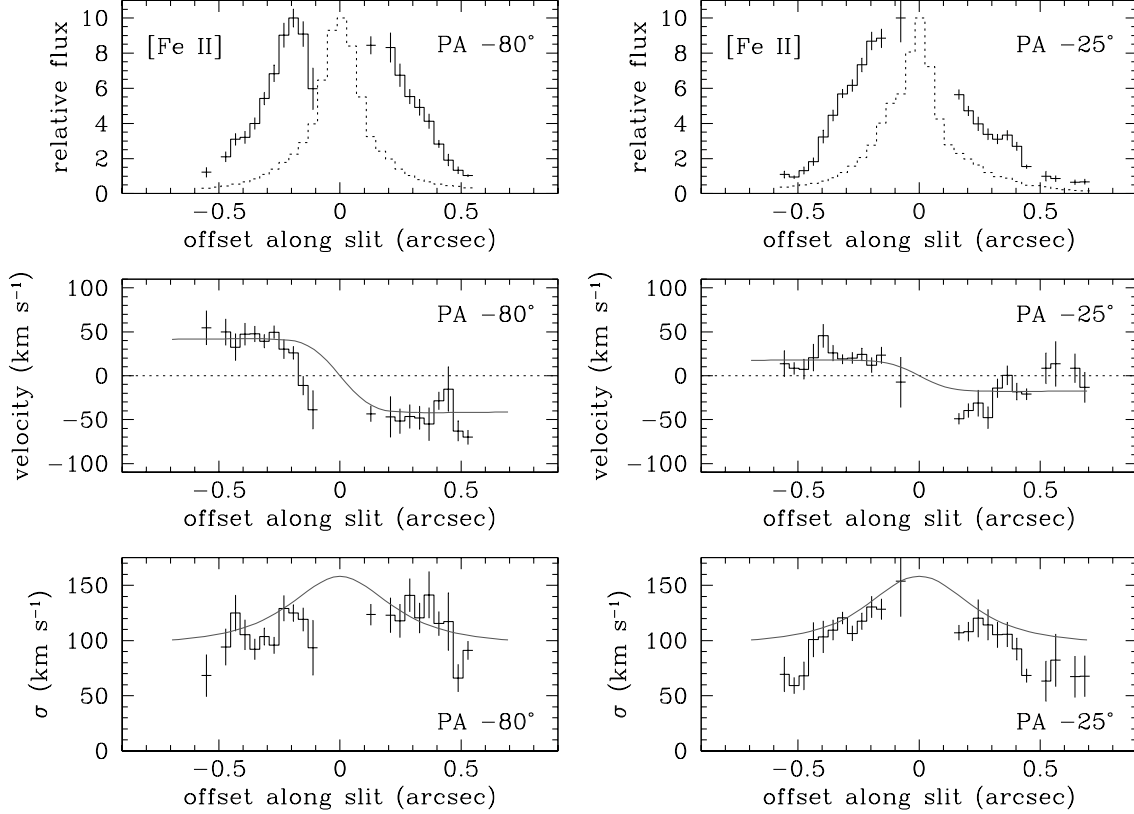 10
8
6
4
2
0
relative flux
[Fe II]
PA −80°
−0.5 0 0.5
offset along slit (arcsec)
10
8
6
4
2
0
relative flux
[Fe II]
PA −25°
−0.5 0 0.5
offset along slit (arcsec)
100
50
0
−50
−100
velocity (km s⁻¹)
PA −80°
−0.5 0 0.5
offset along slit (arcsec)
100
50
0
−50
−100
velocity (km s⁻¹)
PA −25°
−0.5 0 0.5
offset along slit (arcsec)
150
100
50
0
σ (km s⁻¹)
PA −80°
−0.5 0 0.5
offset along slit (arcsec)
150
100
50
0
σ (km s⁻¹)
PA −25°
−0.5 0 0.5
offset along slit (arcsec)